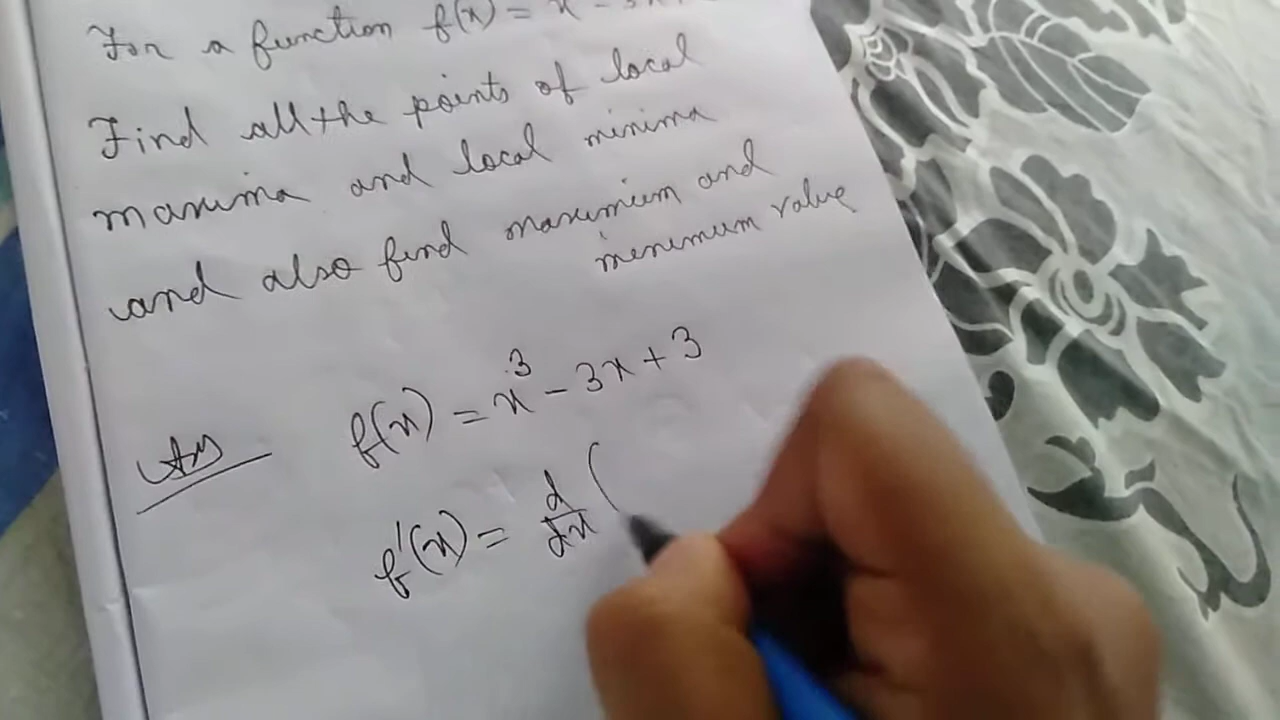 For a function f(x) = x - 3x
Find all the points of local
maxima and local minima
and also find maximum and
minimum value
Ans f(x) = x³ - 3x + 3
f'(x) = d/dx (